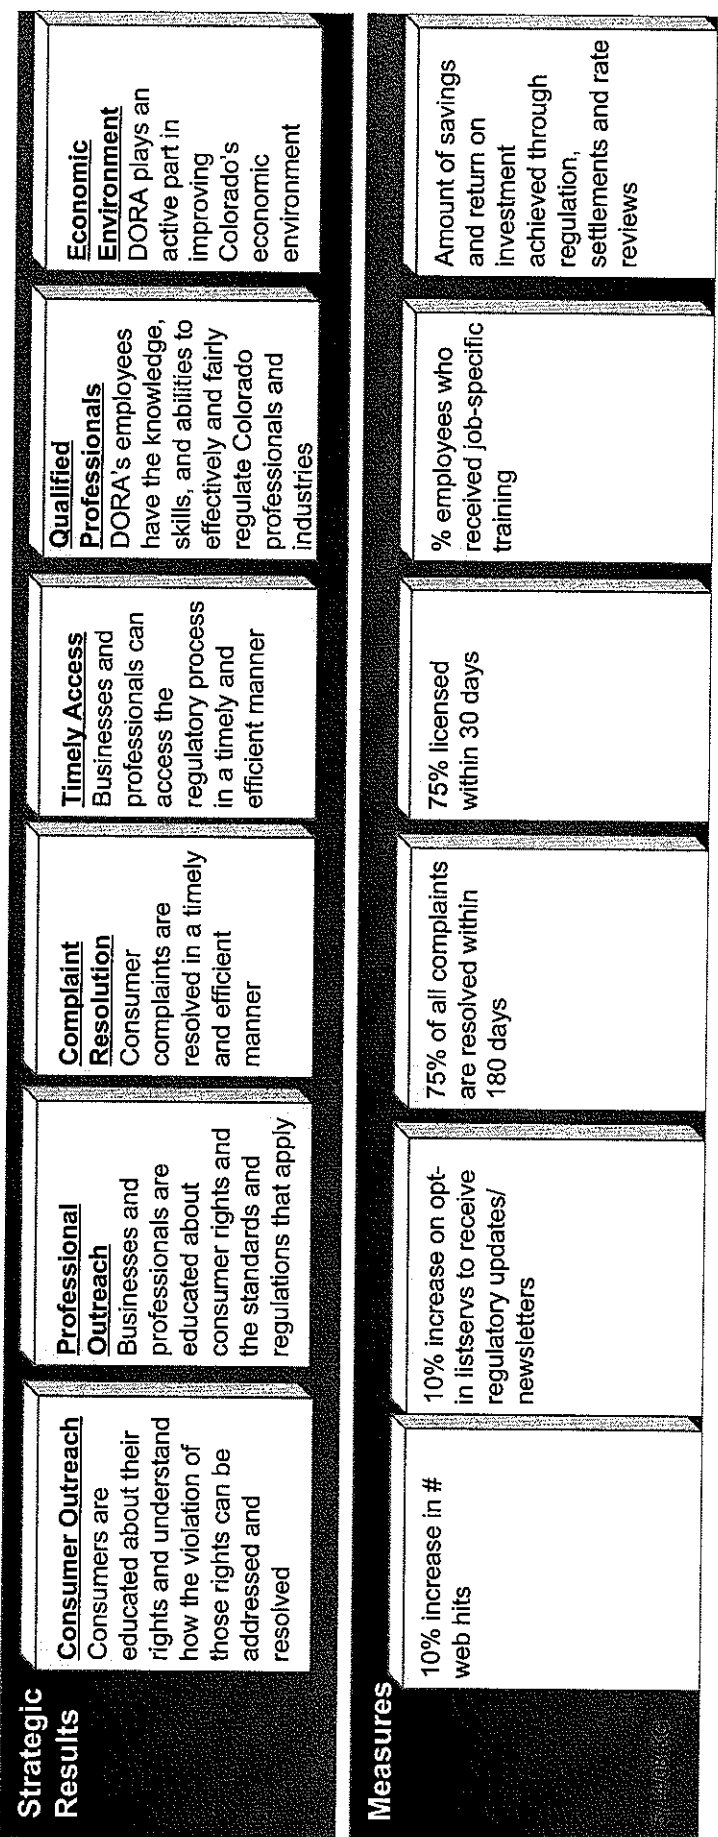 Strategic
Results
Consumer Outreach
Consumers are
educated about their
rights and understand
how the violation of
those rights can be
addressed and
resolved
Professional
Outreach
Businesses and
professionals are
educated about
consumer rights and
the standards and
regulations that apply
Complaint
Resolution
Consumer
complaints are
resolved in a timely
and efficient
manner
Timely Access
Businesses and
professionals can
access the
regulatory process
in a timely and
efficient manner
Qualified
Professionals
DORA's employees
have the knowledge,
skills, and abilities to
effectively and fairly
regulate Colorado
professionals and
industries
Economic
Environment
DORA plays an
active part in
improving
Colorado's
economic
environment
Measures
10% increase in #
web hits
10% increase on opt-
in listservs to receive
regulatory updates/
newsletters
75% of all complaints
are resolved within
180 days
75% licensed
within 30 days
% employees who
received job-specific
training
Amount of savings
and return on
investment
achieved through
regulation,
settlements and rate
reviews